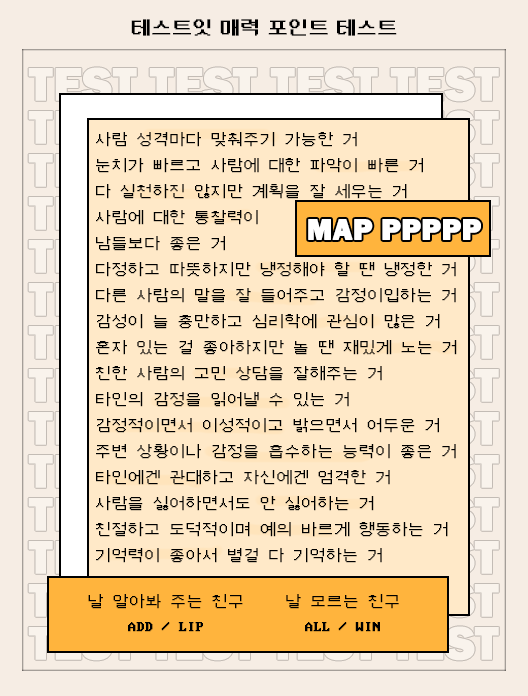 테스트잇 매력 포인트 테스트
TEST TEST TEST TEST
사람 성격마다 맞춰주기 가능한 거
눈치가 빠르고 사람에 대한 파악이 빠른 거
다 실천하진 않지만 계획을 잘 세우는 거
사람에 대한 통찰력이
남들보다 좋은 거
MAP PPPPP
다정하고 따뜻하지만 냉정해야 할 땐 냉정한 거
다른 사람의 말을 잘 들어주고 감정이입하는 거
감성이 늘 충만하고 심리학에 관심이 많은 거
혼자 있는 걸 좋아하지만 놀 땐 재밌게 노는 거
친한 사람의 고민 상담을 잘해주는 거
타인의 감정을 읽어낼 수 있는 거
감정적이면서 이성적이고 밝으면서 어두운 거
주변 상황이나 감정을 흡수하는 능력이 좋은 거
타인에겐 관대하고 자신에겐 엄격한 거
사람을 싫어하면서도 안 싫어하는 거
친절하고 도덕적이며 예의 바르게 행동하는 거
기억력이 좋아서 별걸 다 기억하는 거
날 알아봐 주는 친구 날 모르는 친구
ADD / LIP ALL / WIN